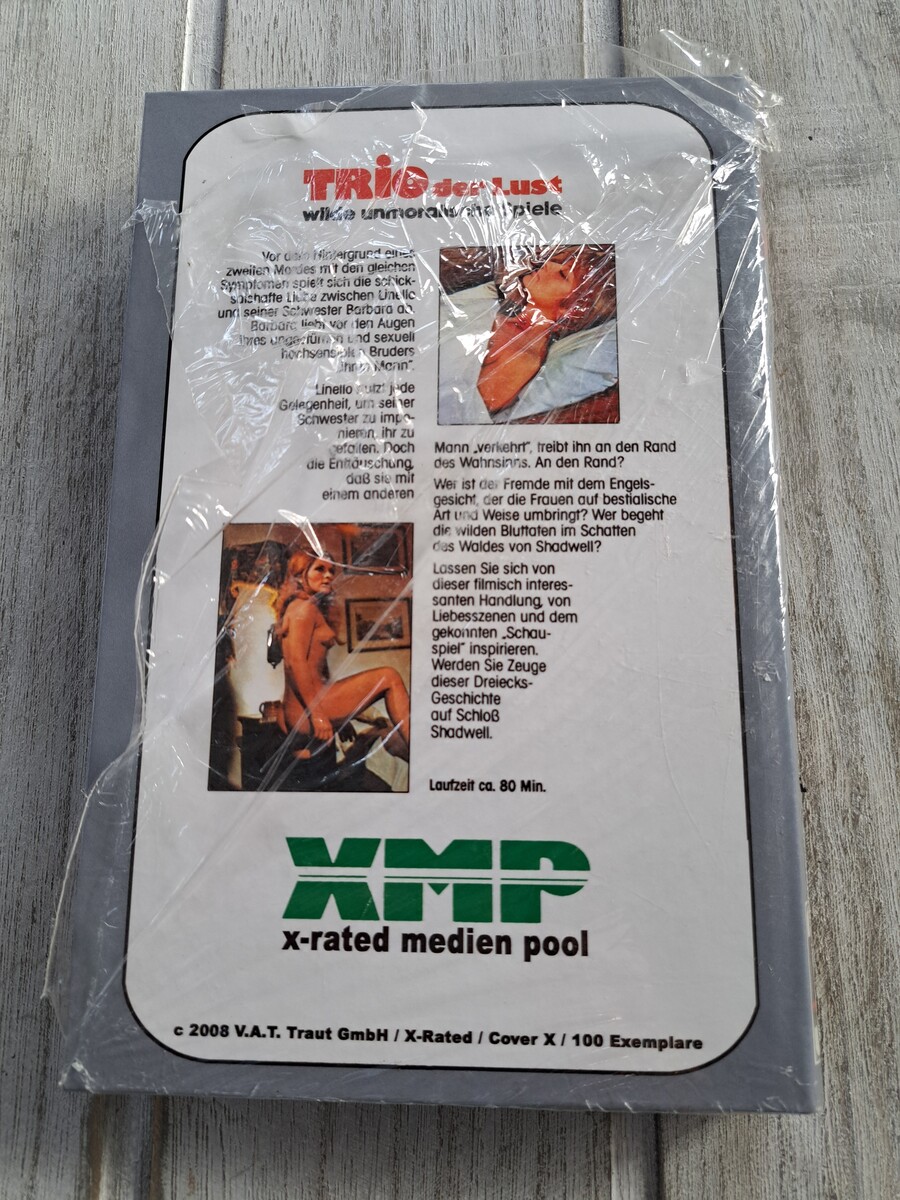 TRiO der Lust
wilde unmoralische Spiele
Vor dem Hintergrund eines
zweiten Mordes mit den gleichen
Symptomen spielt sich die schick-
salshafte Liebe zwischen Linello
und seiner Schwester Barbara ab.
Barbara liebt vor den Augen
ihres ungestümen und sexuell
hochsensiblen Bruders
ihren Mann".
Linello nutzt jede
Gelegenheit, um seiner
Schwester zu impo-
nieren, ihr zu
gefallen. Doch
die Enttäuschung,
daß sie mit
einem anderen
Mann „verkehrt", treibt ihn an den Rand
des Wahnsinns. An den Rand?
Wer ist der Fremde mit dem Engels-
gesicht, der die Frauen auf bestialische
Art und Weise umbringt? Wer begeht
die wilden Bluttaten im Schatten
des Waldes von Shadwell?
Lassen Sie sich von
dieser filmisch interes-
santen Handlung, von
Liebesszenen und dem
gekonnten „Schau-
spiel" inspirieren.
Werden Sie Zeuge
dieser Dreiecks-
Geschichte
auf Schloß
Shadwell.
Laufzeit ca. 80 Min.
XMP
x-rated medien pool
c 2008 V.A.T. Traut GmbH / X-Rated / Cover X / 100 Exemplare